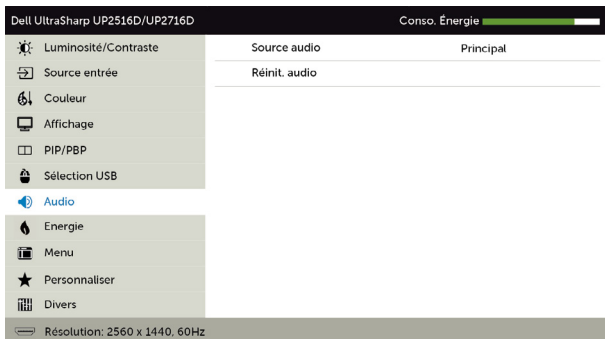 Dell UltraSharp UP2516D/UP2716D Conso. Énergie
Luminosité/Contraste
Source entrée
Couleur
Affichage
PIP/PBP
Sélection USB
Audio
Energie
Menu
Personnaliser
Divers
Source audio Principal
Réinit. audio
Résolution: 2560 x 1440, 60Hz